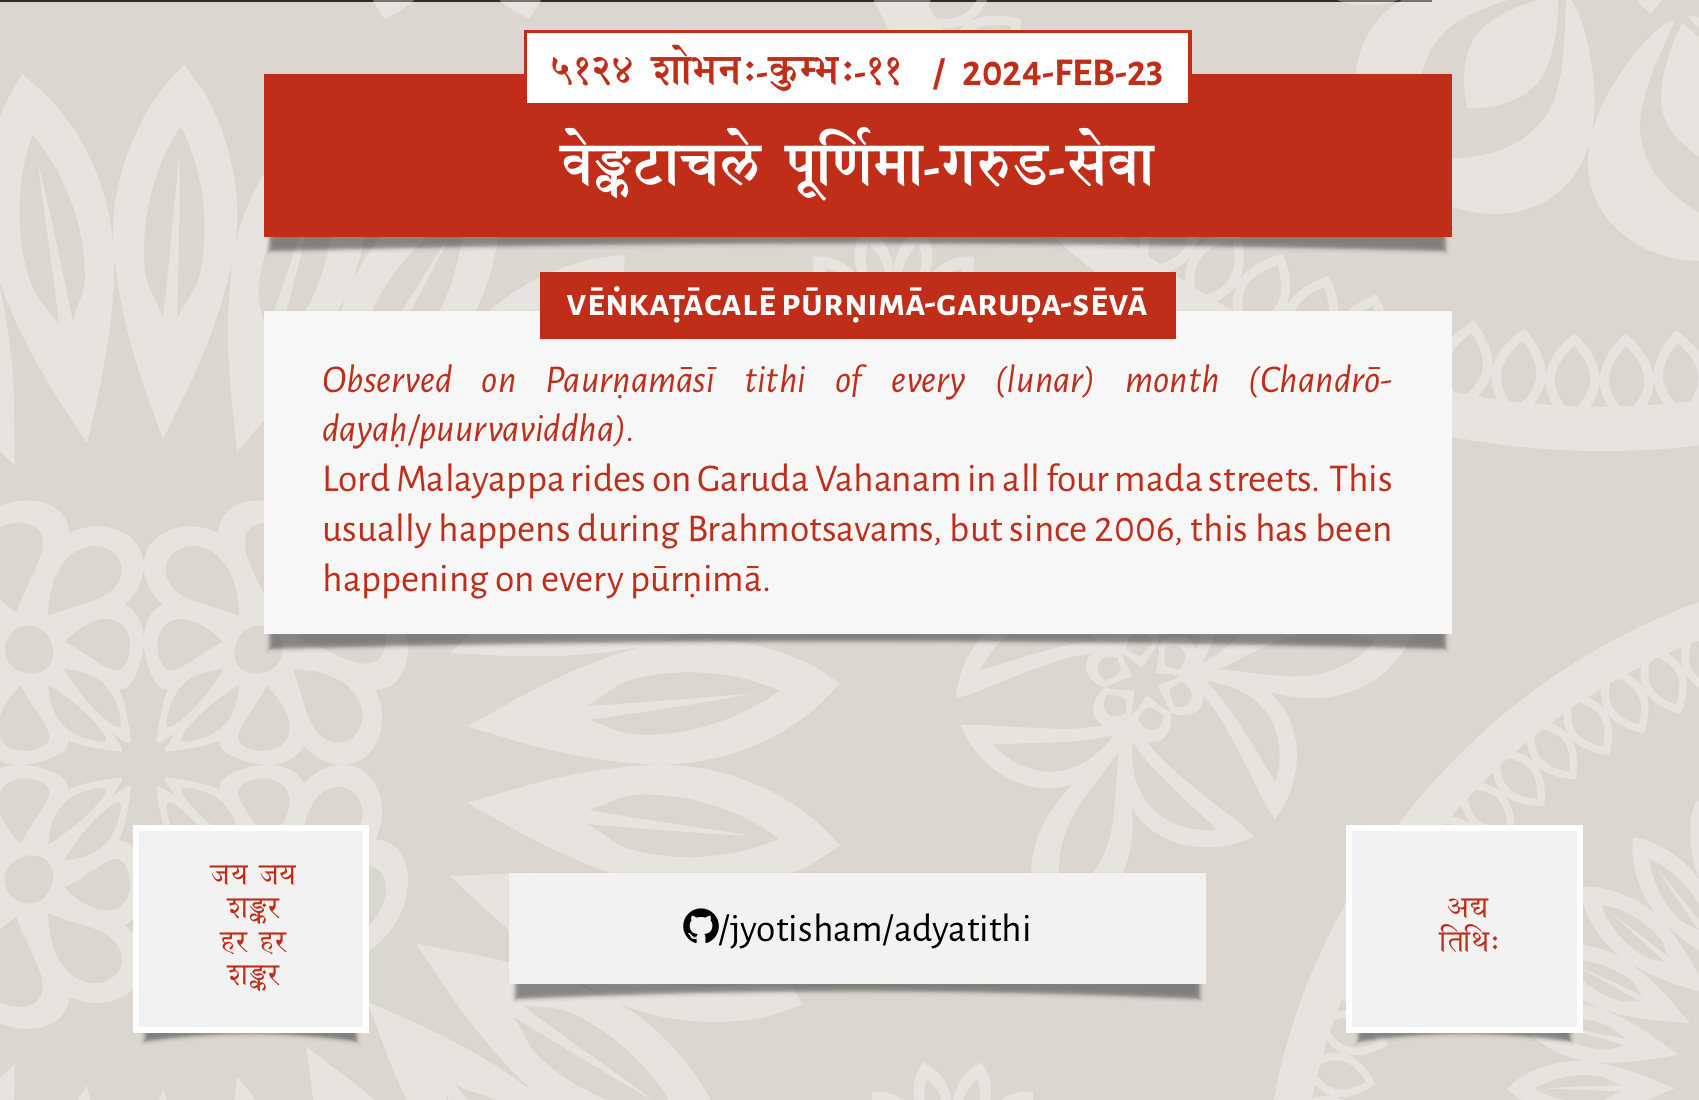 ५१२४ शोभनः-कुम्भः-११ / 2024-FEB-23
वेङ्कटाचले पूर्णिमा-गरुड-सेवा
VĒṄKAṬĀCALĒ PŪRṆIMĀ-GARUḌA-SĒVĀ
Observed on Paurṇamāsī tithi of every (lunar) month (Chandrō-
dayaḥ/puurvaviddha).
Lord Malayappa rides on Garuda Vahanam in all four mada streets. This
usually happens during Brahmotsavams, but since 2006, this has been
happening on every pūrṇimā.
जय जय
शङ्कर
हर हर
शङ्कर
/jyotisham/adyatithi
अद्य
तिथिः